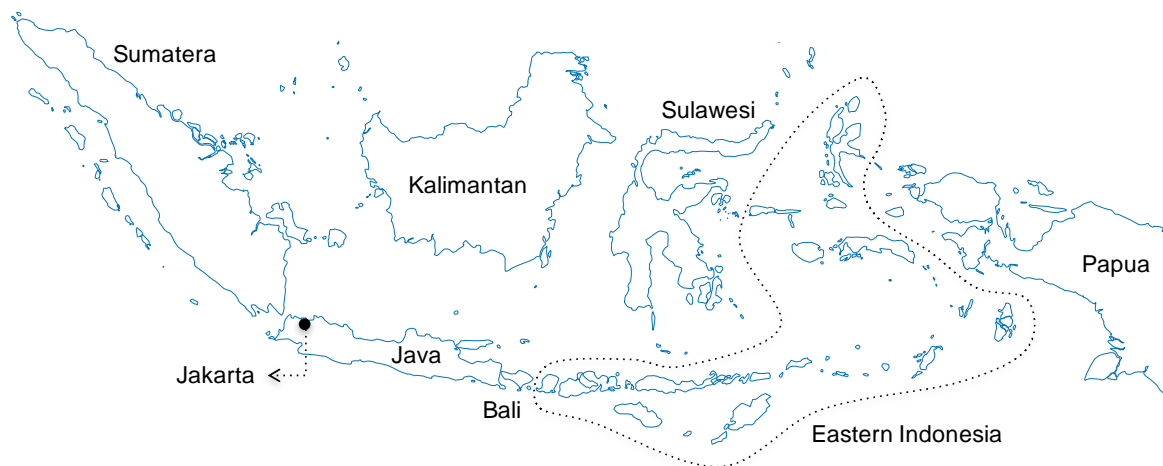 Sumatera
Sulawesi
Kalimantan
Papua
Java
Jakarta
Bali
Eastern Indonesia